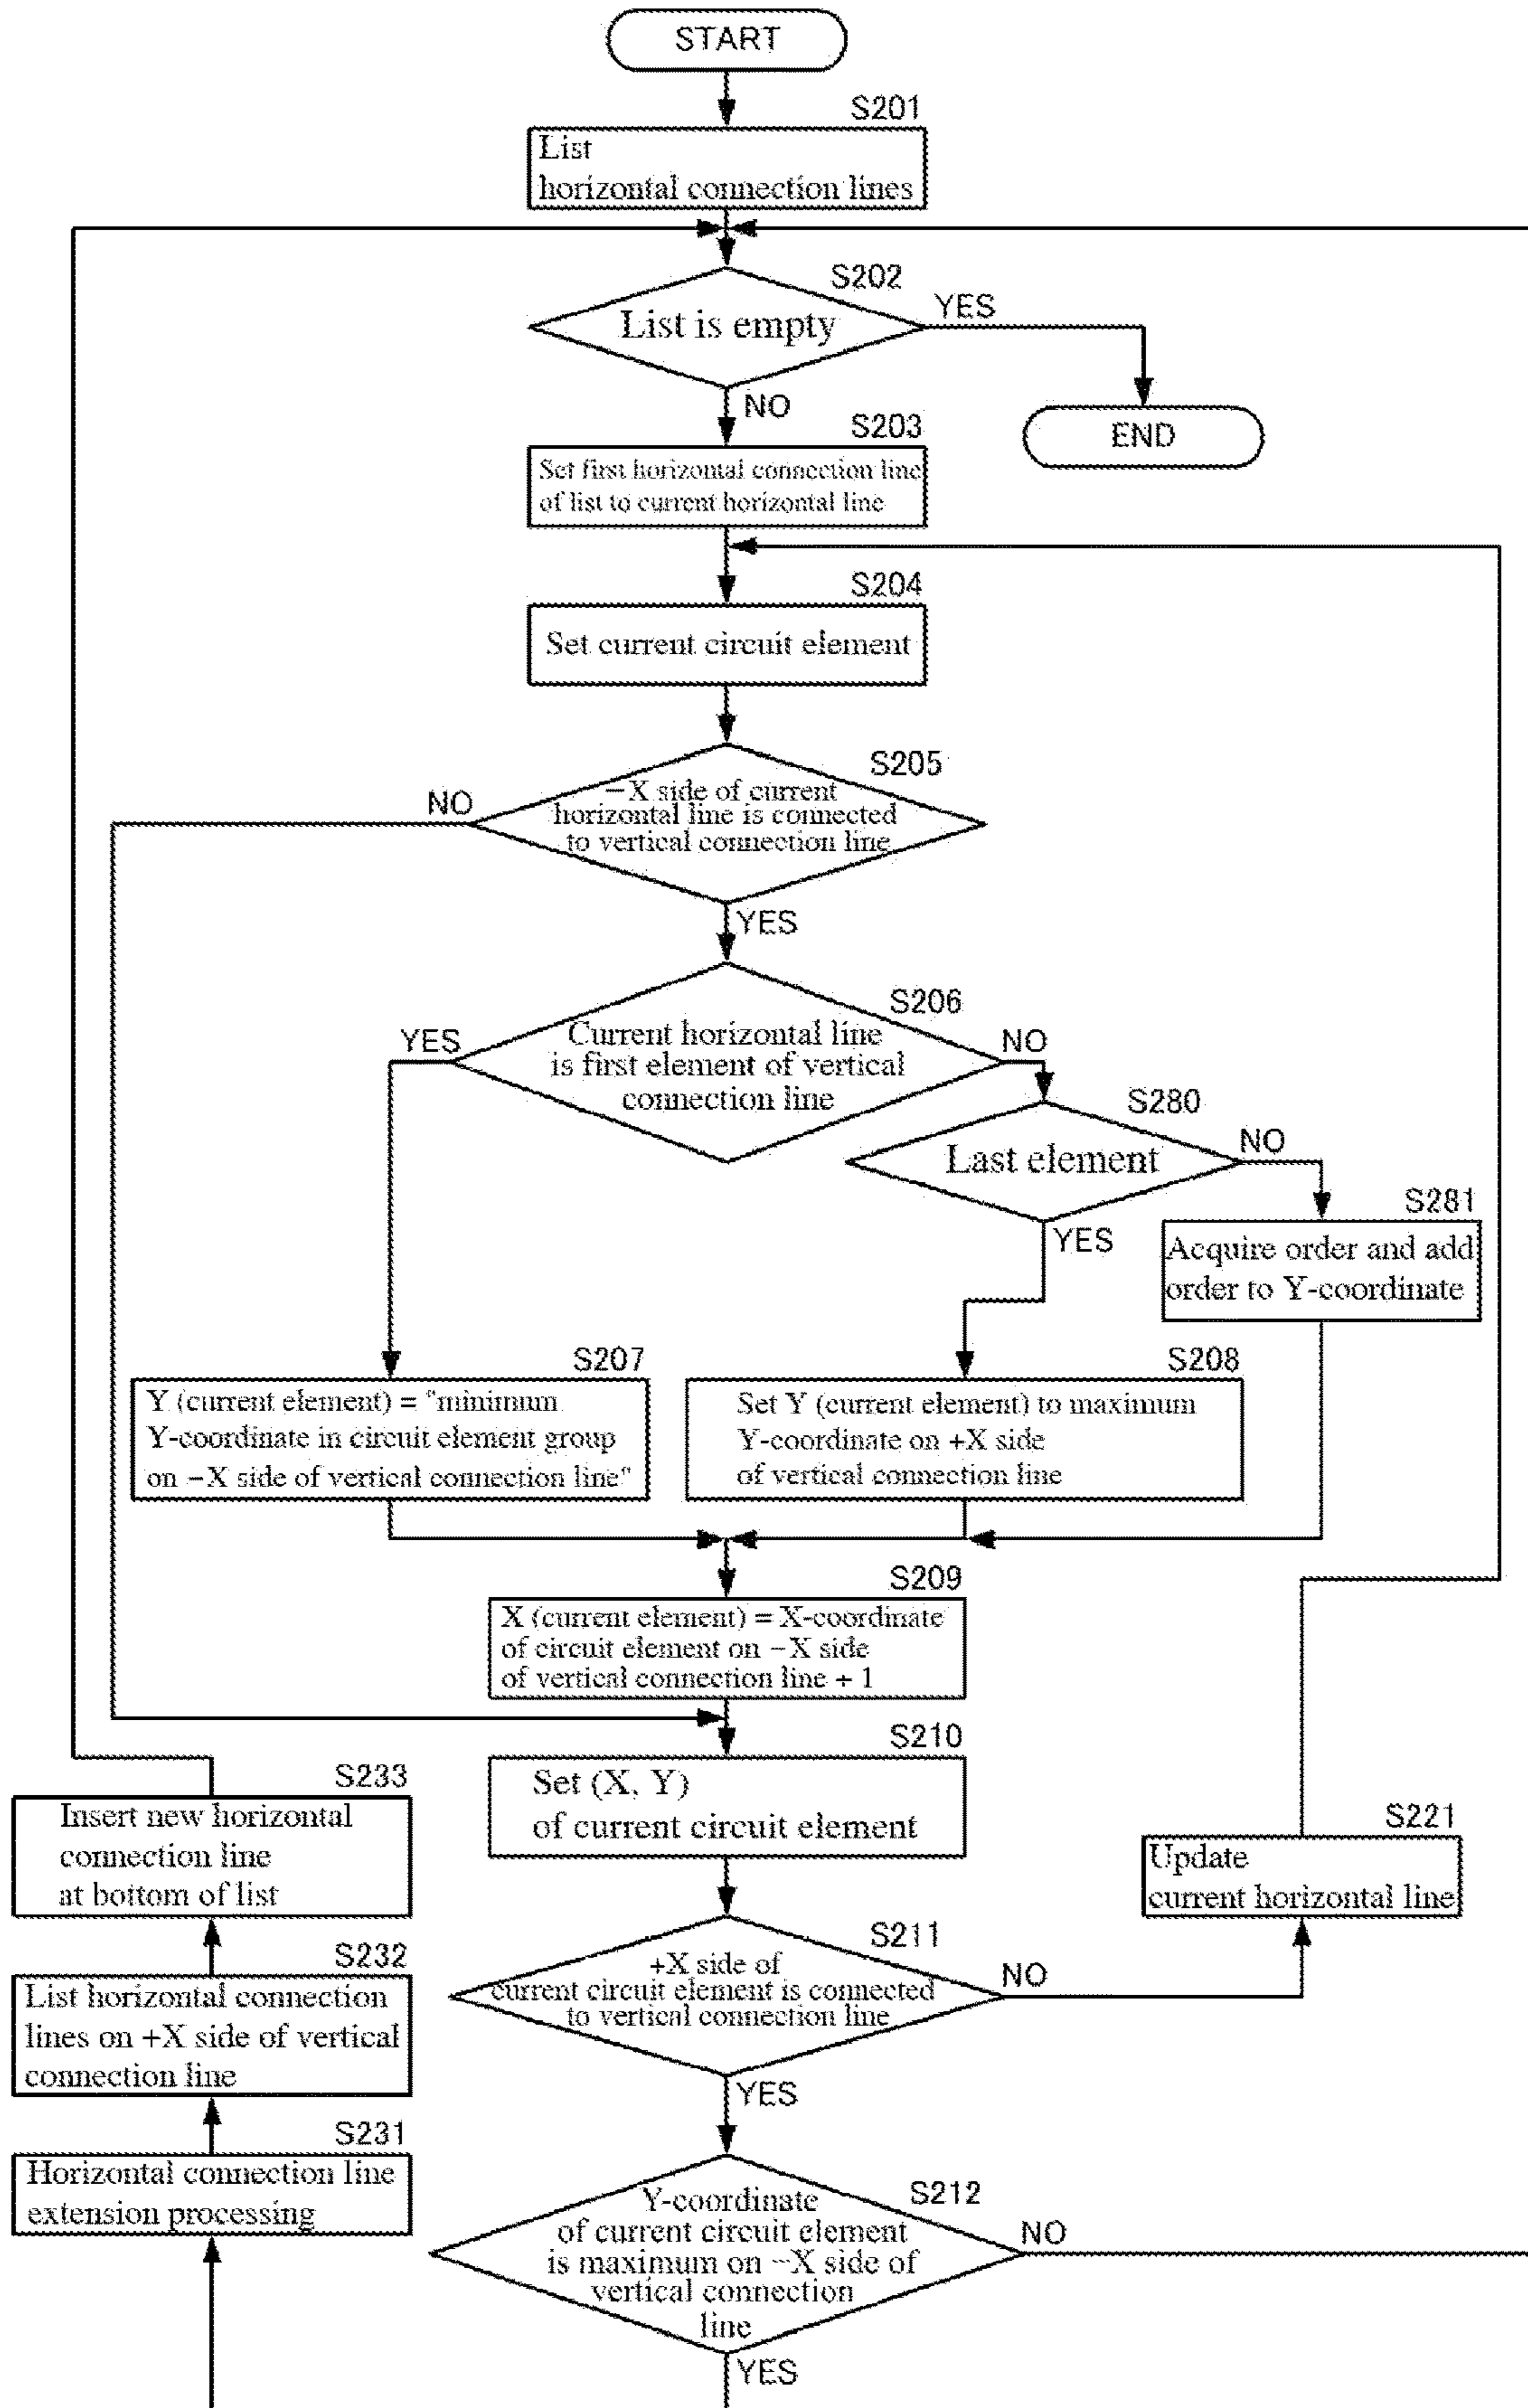 START
S201
List
horizontal connection lines
S202
List is empty
YES
NO
END
S203
Set first horizontal connection line
of list to current horizontal line
S204
Set current circuit element
S205
−X side of current
horizontal line is connected
to vertical connection line
NO
YES
S206
Current horizontal line
is first element of vertical
connection line
YES
NO
S280
Last element
NO
YES
S281
Acquire order and add
order to Y-coordinate
S207
Y (current element) = "minimum
Y-coordinate in circuit element group
on −X side of vertical connection line"
S208
Set Y (current element) to maximum
Y-coordinate on +X side
of vertical connection line
S209
X (current element) = X-coordinate
of circuit element on −X side
of vertical connection line + 1
S210
Set (X, Y)
of current circuit element
S233
Insert new horizontal
connection line
at bottom of list
S221
Update
current horizontal line
S211
+X side of
current circuit element is connected
to vertical connection line
NO
YES
S232
List horizontal connection
lines on +X side of vertical
connection line
S231
Horizontal connection line
extension processing
S212
Y-coordinate
of current circuit element
is maximum on −X side of
vertical connection
line
NO
YES